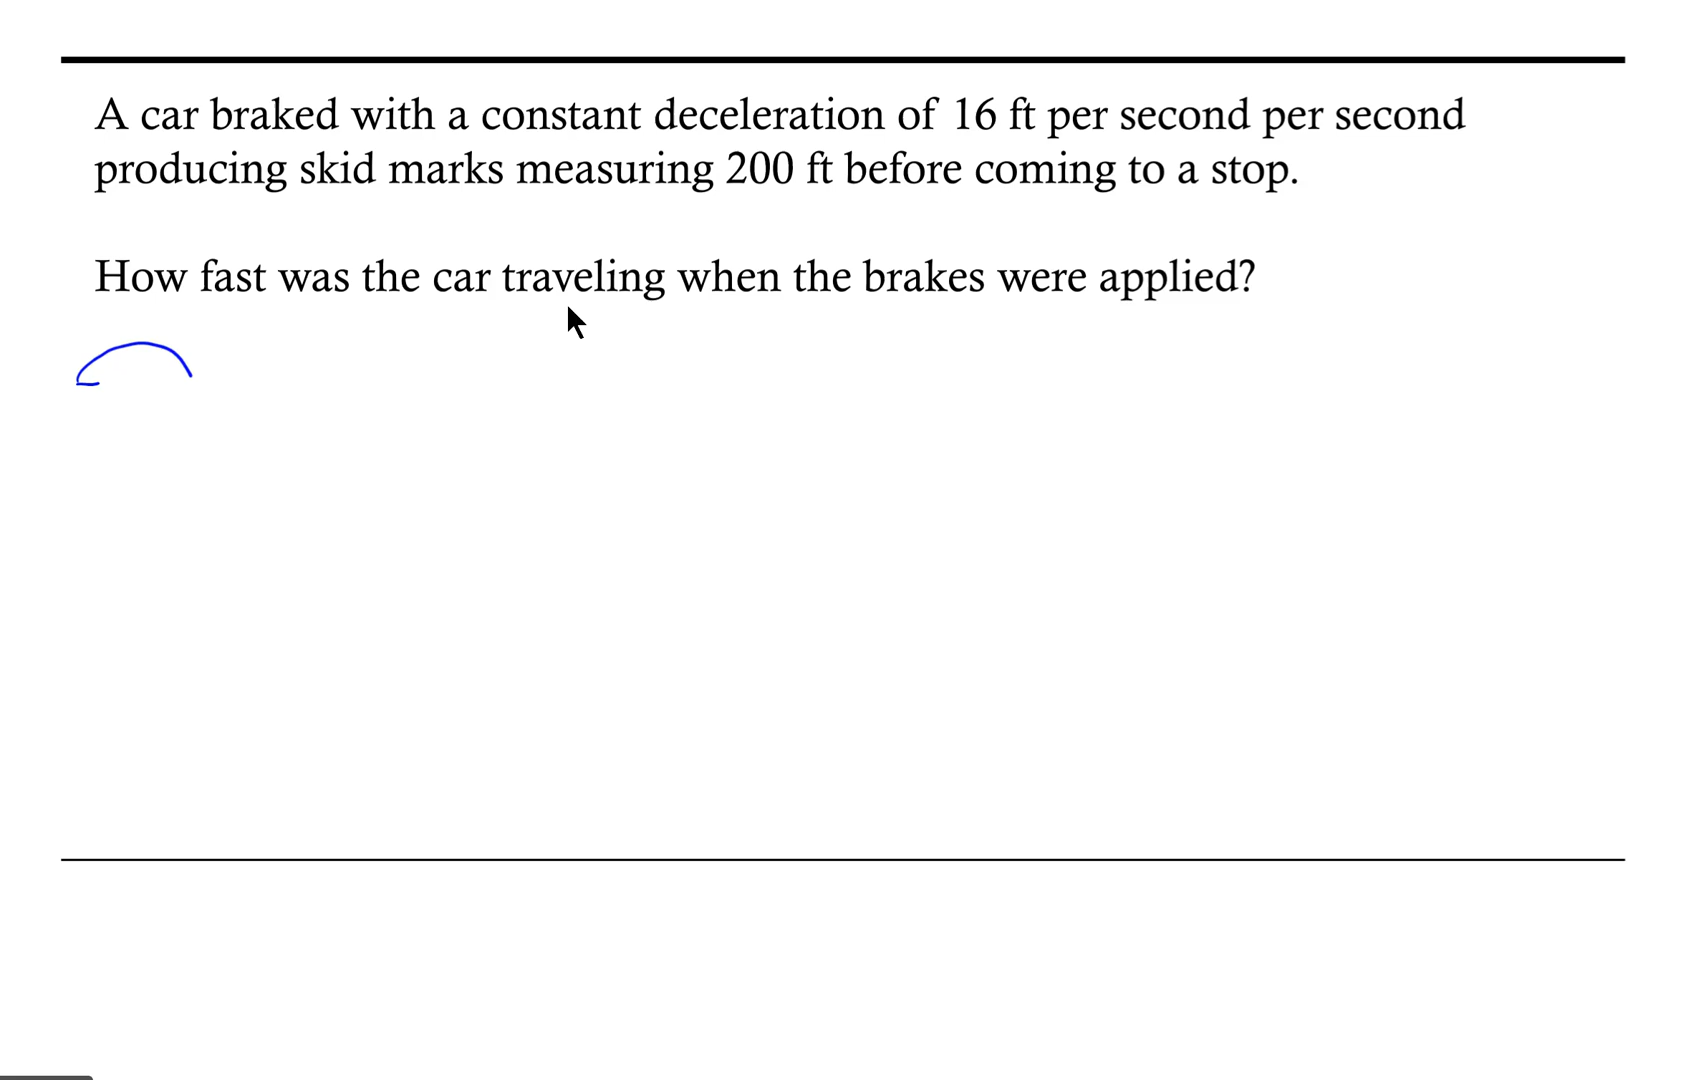 A car braked with a constant deceleration of 16 ft per second per second
producing skid marks measuring 200 ft before coming to a stop.
How fast was the car traveling when the brakes were applied?